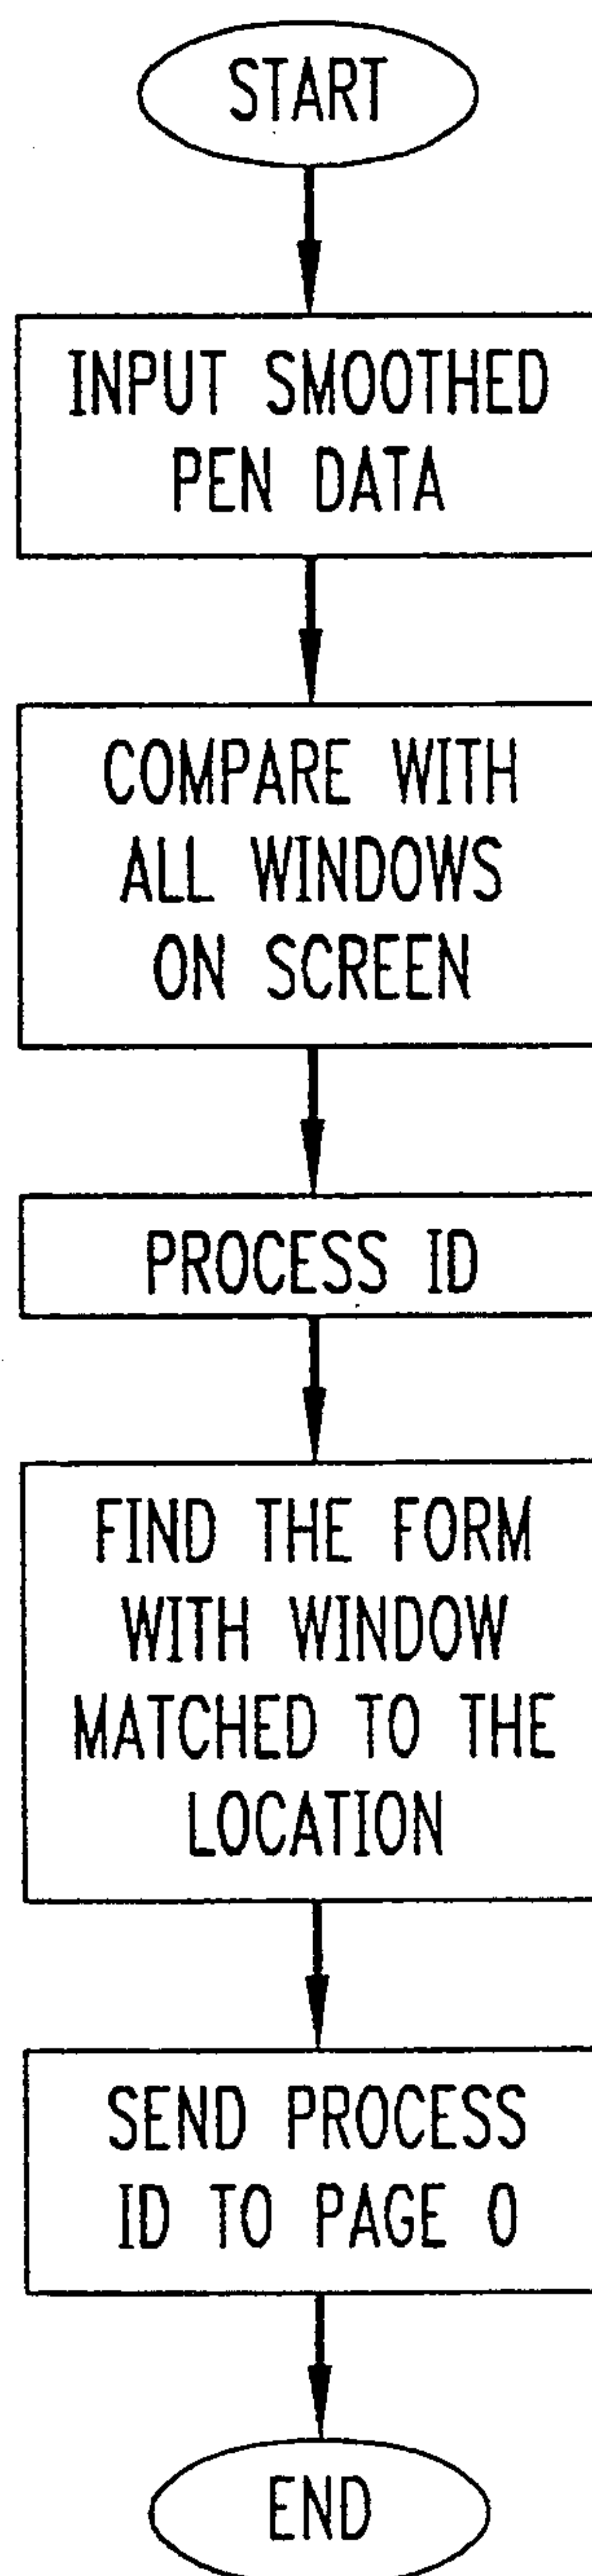 START
INPUT SMOOTHED
PEN DATA
COMPARE WITH
ALL WINDOWS
ON SCREEN
PROCESS ID
FIND THE FORM
WITH WINDOW
MATCHED TO THE
LOCATION
SEND PROCESS
ID TO PAGE 0
END